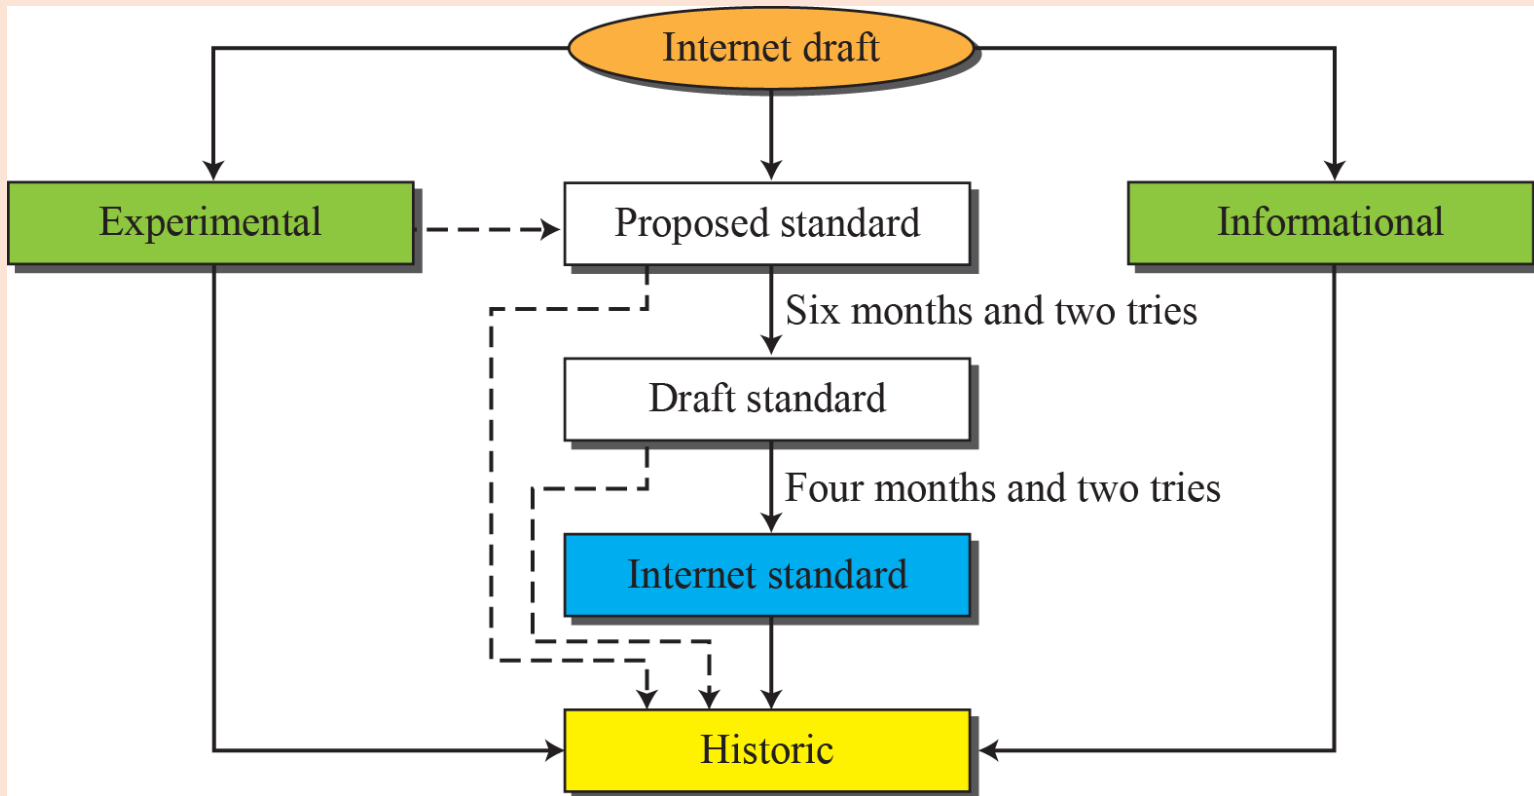 Internet draft
Experimental
Proposed standard
Informational
Six months and two tries
Draft standard
Four months and two tries
Internet standard
Historic